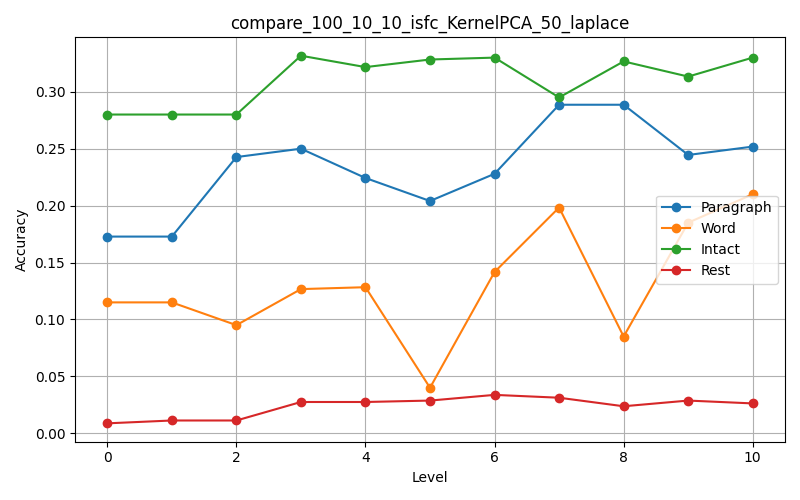 compare_100_10_10_isfc_KernelPCA_50_laplace
Accuracy
0.30
0.25
0.20
0.15
0.10
0.05
0.00
Paragraph
Word
Intact
Rest
0 2 4 6 8 10
Level